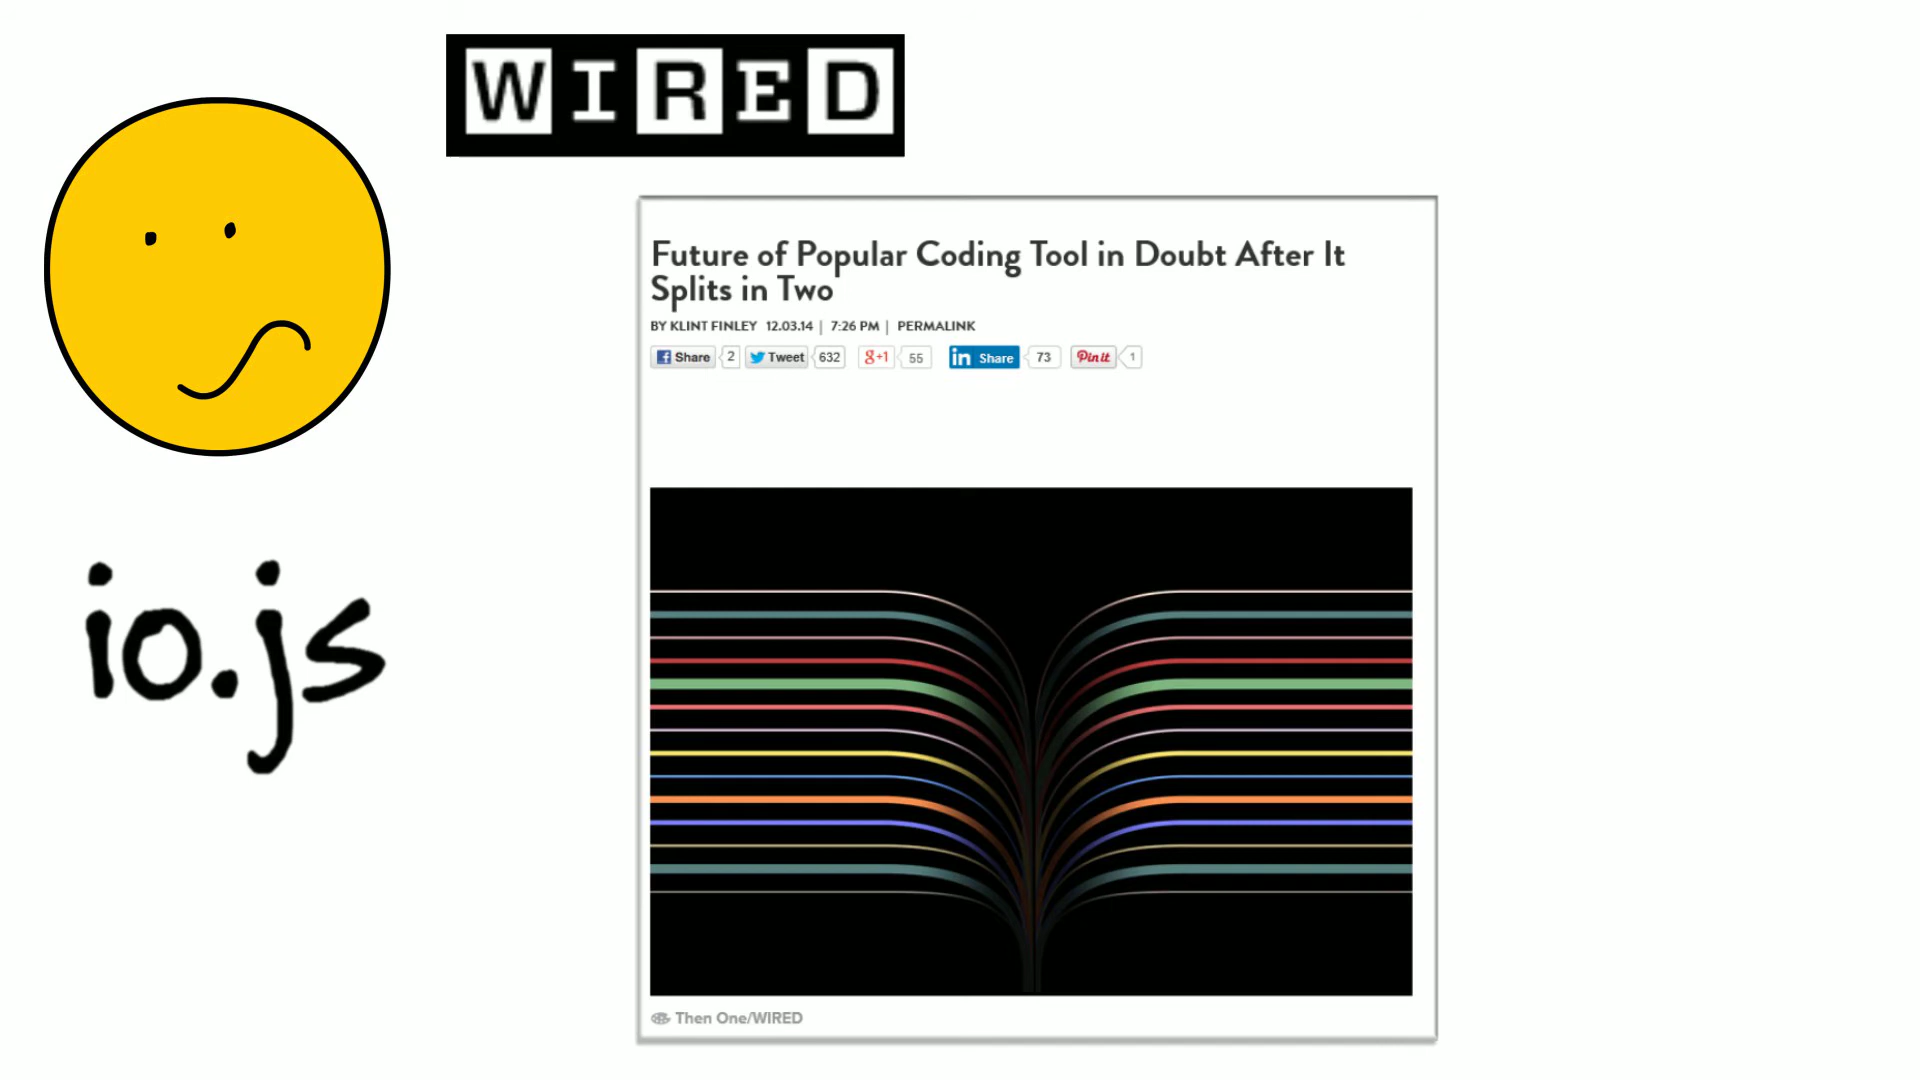 WIRED
Future of Popular Coding Tool in Doubt After It
Splits in Two
BY KLINT FINLEY 12.03.14 | 7:26 PM | PERMALINK
Share 2 Tweet 632 g+1 55 in Share 73 Pin it 1
io.js
Then One/WIRED